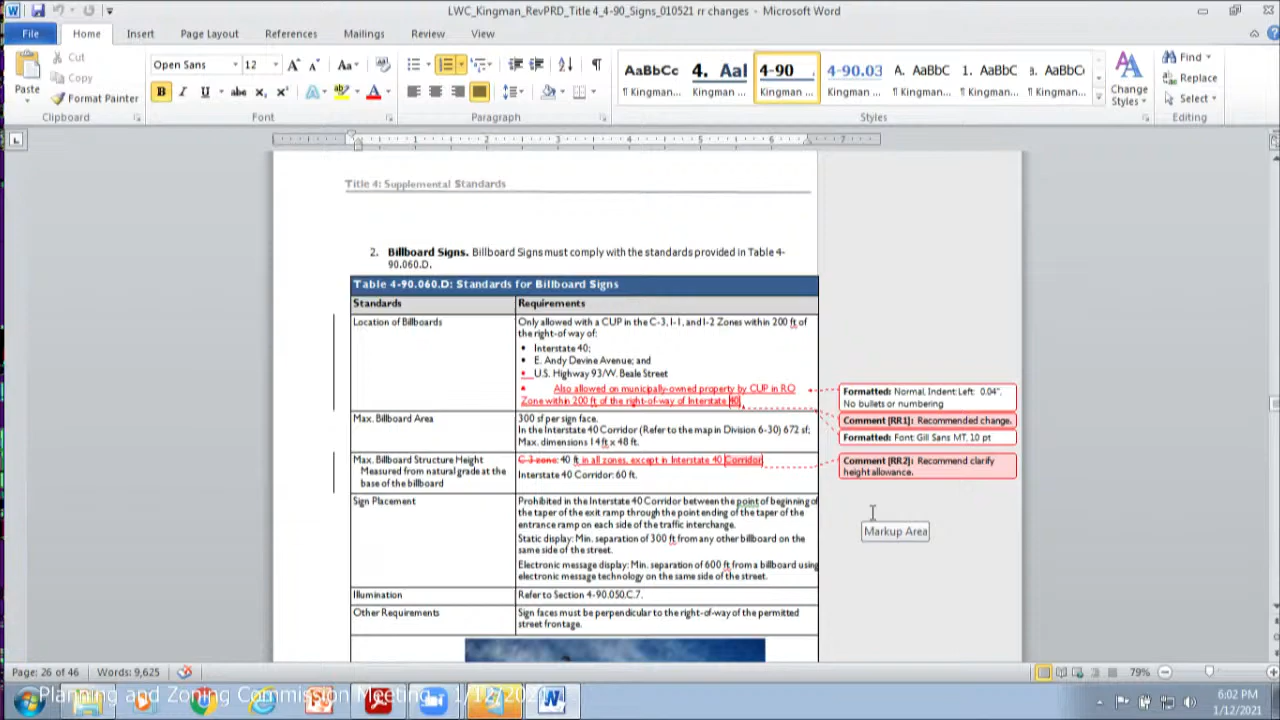 LWC_Kingman_RevPRD_Title 4_4-90_Signs_010521 rr changes - Microsoft Word
File Home Insert Page Layout References Mailings Review View
Cut
Copy
Paste
Format Painter
Clipboard
Open Sans 12
Font
Paragraph
AaBbCc 4. AaI 4-90 4-90.03 A. AaBbC 1. AaBbC a. AaBbC
¶ Kingman... Kingman ... Kingman ... Kingman ... ¶ Kingman... ¶ Kingman... ¶ Kingman...
Styles
Change Styles
Find
Replace
Select
Editing
Title 4: Supplemental Standards
2. Billboard Signs. Billboard Signs must comply with the standards provided in Table 4-
90.060.D.
Table 4-90.060.D: Standards for Billboard Signs
Standards Requirements
Location of Billboards Only allowed with a CUP in the C-3, I-1, and I-2 Zones within 200 ft of
the right-of way of:
• Interstate 40;
• E. Andy Devine Avenue; and
• U.S. Highway 93/W. Beale Street
• Also allowed on municipally-owned property by CUP in RO
Zone within 200 ft of the right-of-way of Interstate 40.
Max. Billboard Area 300 sf per sign face.
In the Interstate 40 Corridor (Refer to the map in Division 6-30) 672 sf;
Max. dimensions 14 ft x 48 ft.
Max. Billboard Structure Height C-3 zone: 40 ft in all zones, except in Interstate 40 Corridor
Measured from natural grade at the
base of the billboard
Interstate 40 Corridor: 60 ft.
Sign Placement Prohibited in the Interstate 40 Corridor between the point of beginning of
the taper of the exit ramp through the point ending of the taper of the
entrance ramp on each side of the traffic interchange.
Static display: Min. separation of 300 ft from any other billboard on the
same side of the street.
Electronic message display: Min. separation of 600 ft from a billboard using
electronic message technology on the same side of the street.
Illumination Refer to Section 4-90.050.C.7.
Other Requirements Sign faces must be perpendicular to the right-of-way of the permitted
street frontage.
Formatted: Normal, Indent: Left: 0.04",
No bullets or numbering
Comment [RR1]: Recommended change.
Formatted: Font: Gill Sans MT, 10 pt
Comment [RR2]: Recommend clarify
height allowance.
Markup Area
Page: 26 of 46 Words: 9,625 79%
Planning and Zoning Commission Meeting - 1/12/2021
6:02 PM
1/12/2021